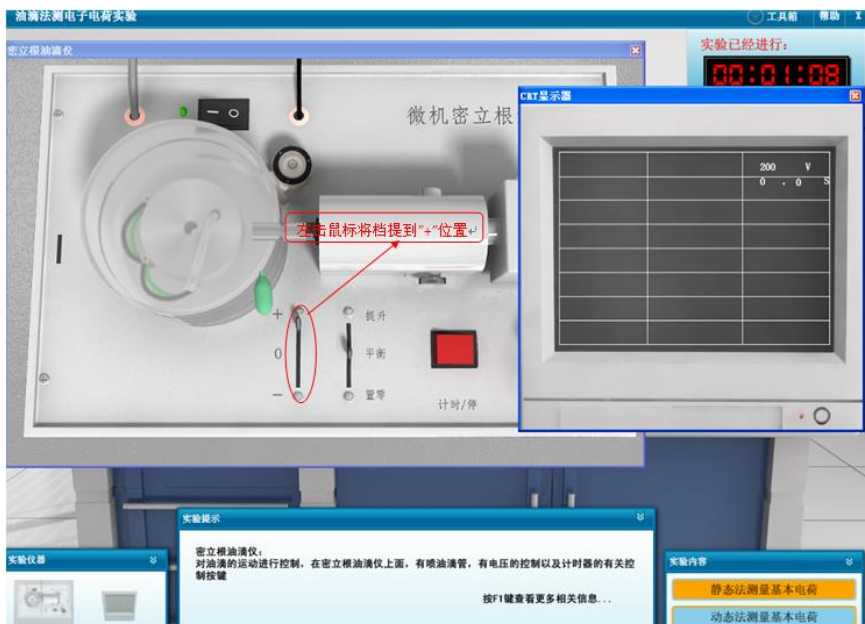 油滴法测电子电荷实验
工具箱 帮助 X
密立根油滴仪
实验已经进行:
00:01:08
CRT显示器
微机密立根
200 V
0 . 0 S
左击鼠标将档提到"+"位置
+
0
−
提升
平衡
置零
计时/停
实验提示
密立根油滴仪:
对油滴的运动进行控制，在密立根油滴仪上面，有喷油滴管，有电压的控制以及计时器的有关控
制按键
按F1键查看更多相关信息...
实验仪器
实验内容
静态法测量基本电荷
动态法测量基本电荷